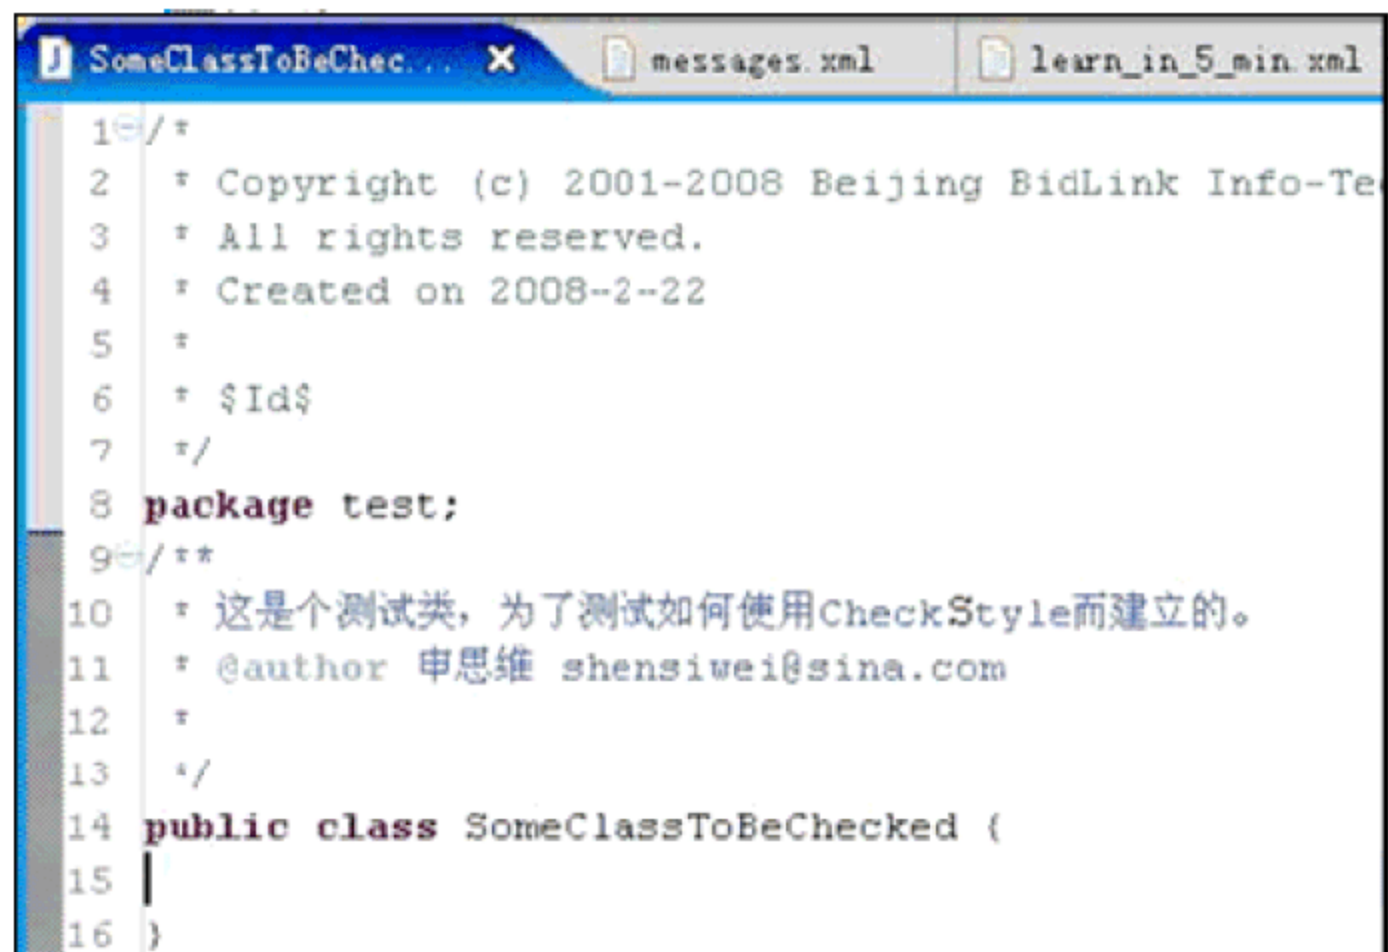 SomeClassToBeChec... messages.xml learn_in_5_min.xml
1 /*
2 * Copyright (c) 2001-2008 Beijing BidLink Info-Te
3 * All rights reserved.
4 * Created on 2008-2-22
5 *
6 * $Id$
7 */
8 package test;
9 /**
10 * 这是个测试类，为了测试如何使用CheckStyle而建立的。
11 * @author 申思维 shensiwei@sina.com
12 *
13 */
14 public class SomeClassToBeChecked {
15
16 }